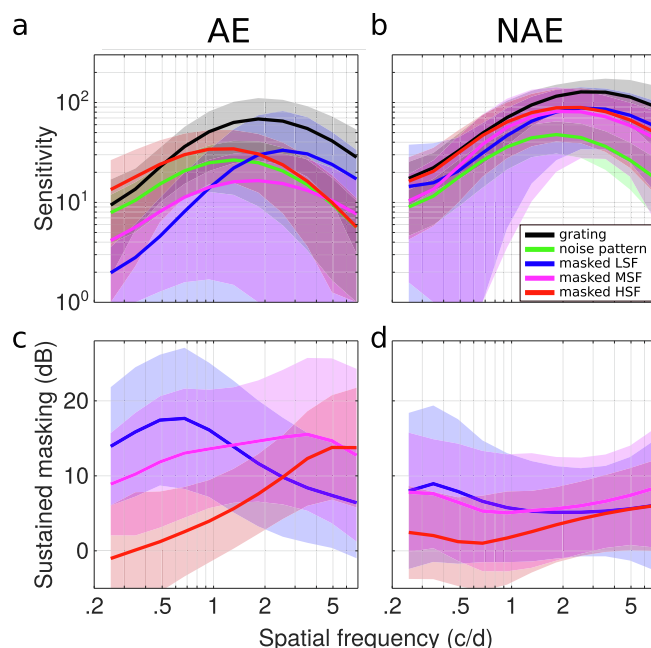 a
AE
b
NAE
Sensitivity
10²
10¹
10⁰
grating
noise pattern
masked LSF
masked MSF
masked HSF
c
d
Sustained masking (dB)
20
10
0
.2 .5 1 2 5
.2 .5 1 2 5
Spatial frequency (c/d)